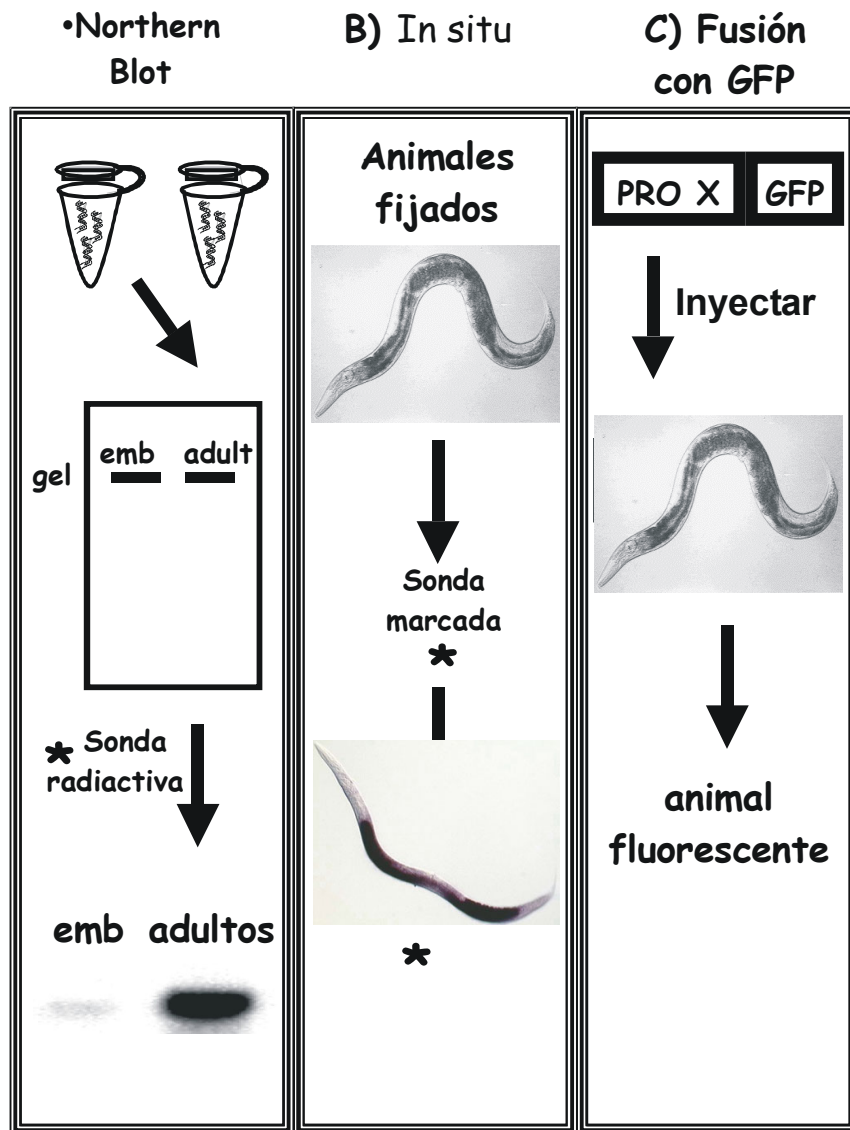 •Northern
Blot
gel
emb adult
* Sonda
radiactiva
emb adultos
B) In situ
Animales
fijados
Sonda
marcada
*
*
C) Fusión
con GFP
PRO X GFP
Inyectar
animal
fluorescente